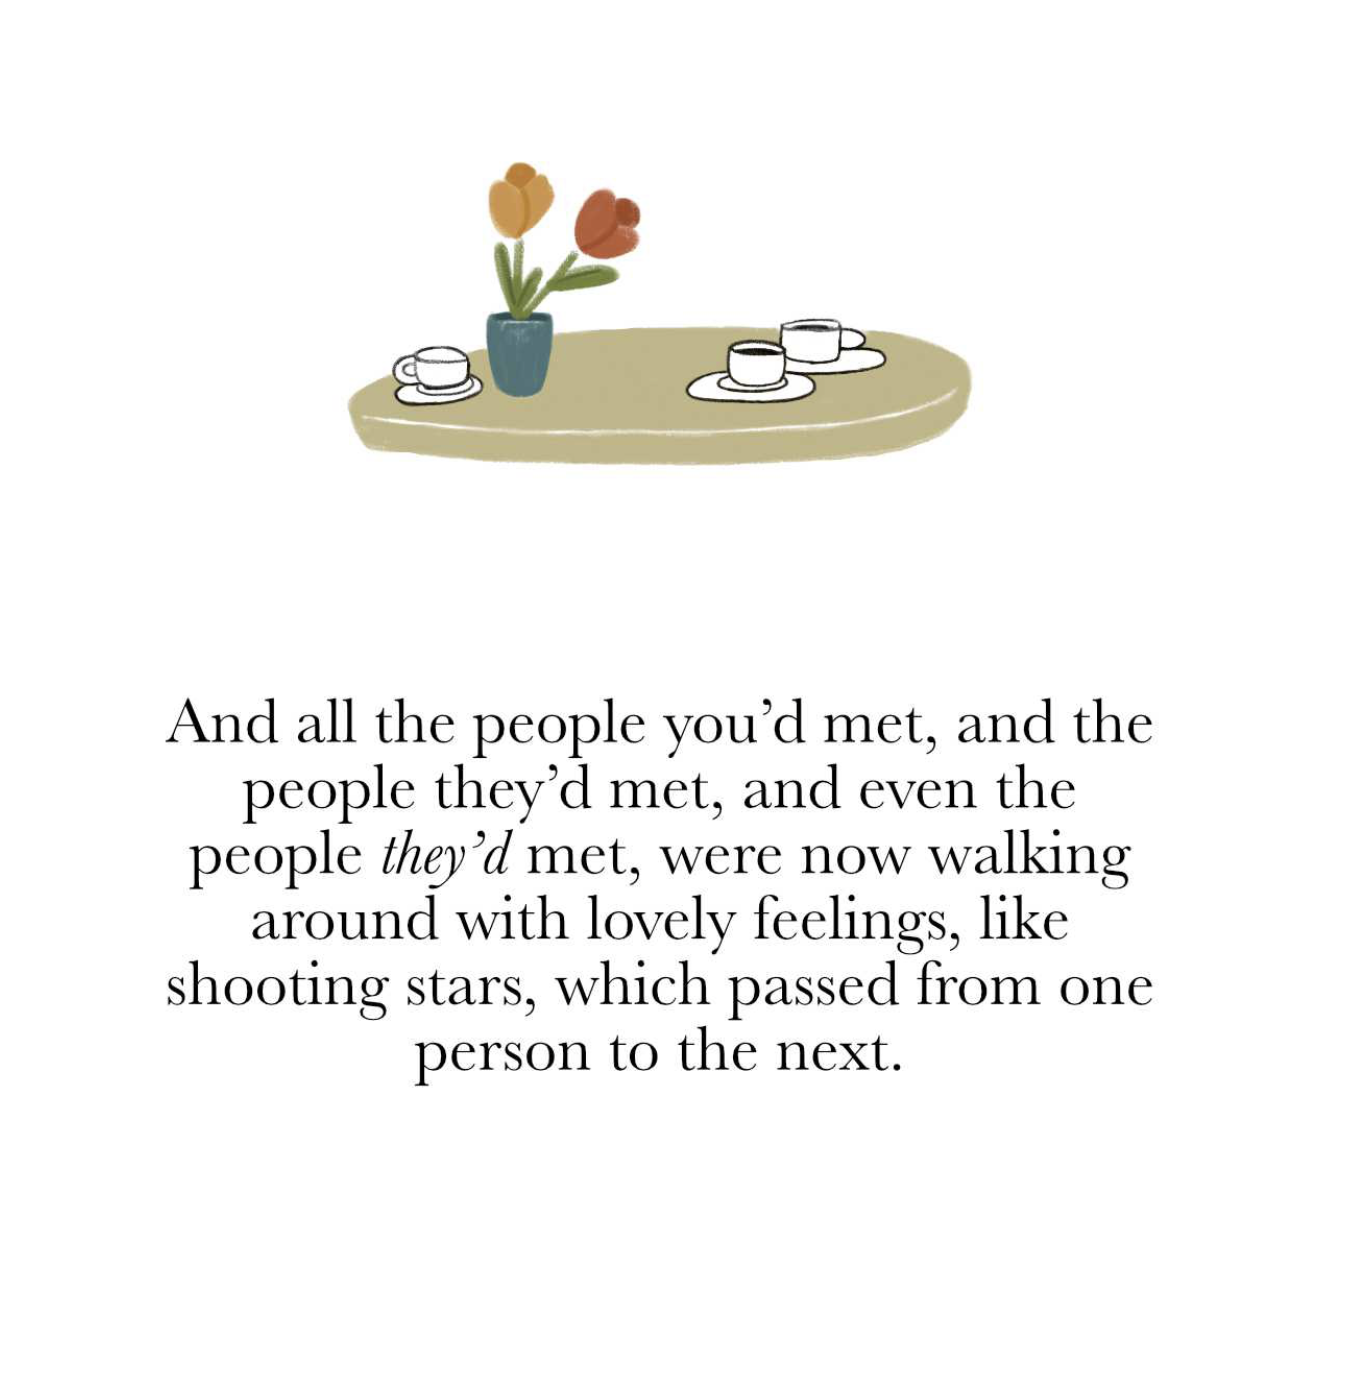 And all the people you’d met, and the
people they’d met, and even the
people they’d met, were now walking
around with lovely feelings, like
shooting stars, which passed from one
person to the next.